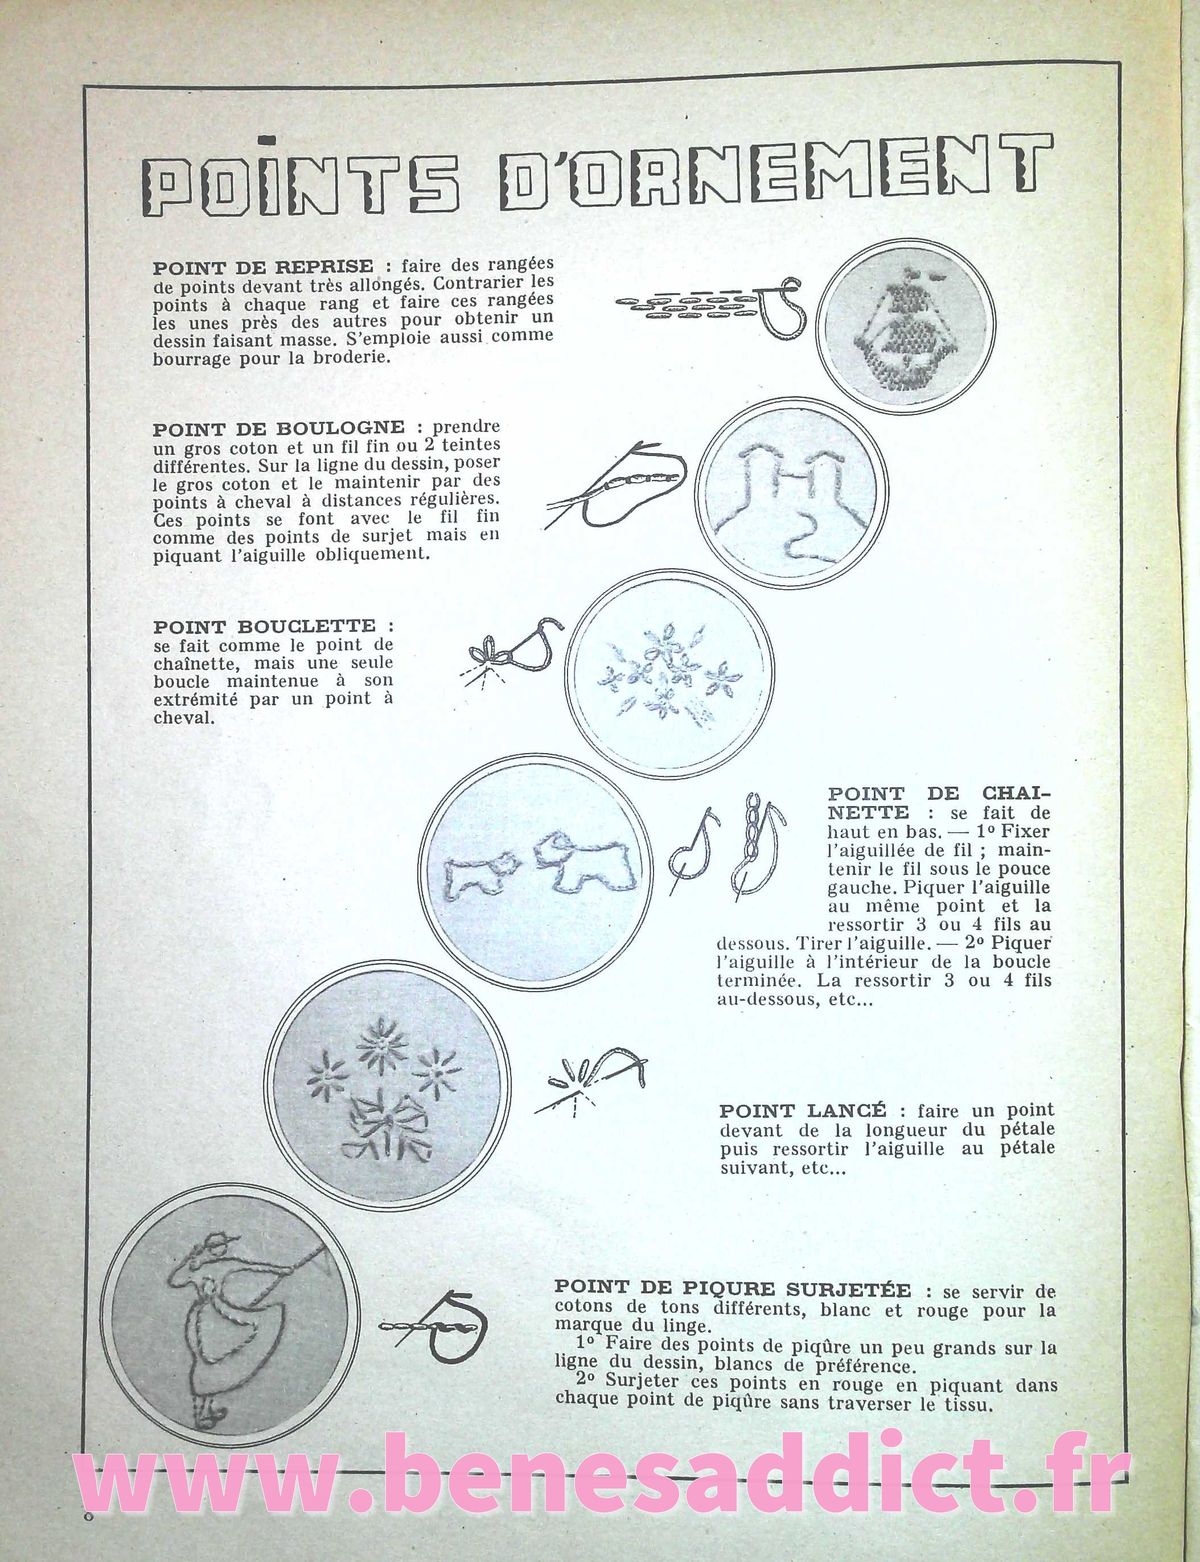 POINTS D'ORNEMENT
POINT DE REPRISE : faire des rangées
de points devant très allongés. Contrarier les
points à chaque rang et faire ces rangées
les unes près des autres pour obtenir un
dessin faisant masse. S'emploie aussi comme
bourrage pour la broderie.
POINT DE BOULOGNE : prendre
un gros coton et un fil fin ou 2 teintes
différentes. Sur la ligne du dessin, poser
le gros coton et le maintenir par des
points à cheval à distances régulières.
Ces points se font avec le fil fin
comme des points de surjet mais en
piquant l'aiguille obliquement.
POINT BOUCLETTE :
se fait comme le point de
chaînette, mais une seule
boucle maintenue à son
extrémité par un point à
cheval.
POINT DE CHAI-
NETTE : se fait de
haut en bas. — 1º Fixer
l'aiguillée de fil ; main-
tenir le fil sous le pouce
gauche. Piquer l'aiguille
au même point et la
ressortir 3 ou 4 fils au
dessous. Tirer l'aiguille. — 2º Piquer
l'aiguille à l'intérieur de la boucle
terminée. La ressortir 3 ou 4 fils
au-dessous, etc...
POINT LANCÉ : faire un point
devant de la longueur du pétale
puis ressortir l'aiguille au pétale
suivant, etc...
POINT DE PIQURE SURJETÉE : se servir de
cotons de tons différents, blanc et rouge pour la
marque du linge.
1º Faire des points de piqûre un peu grands sur la
ligne du dessin, blancs de préférence.
2º Surjeter ces points en rouge en piquant dans
chaque point de piqûre sans traverser le tissu.
www.benesaddict.fr